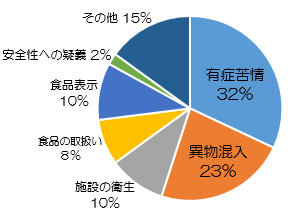 その他 15%
安全性への疑義 2%
食品表示
10%
食品の取扱い
8%
施設の衛生
10%
有症苦情
32%
異物混入
23%